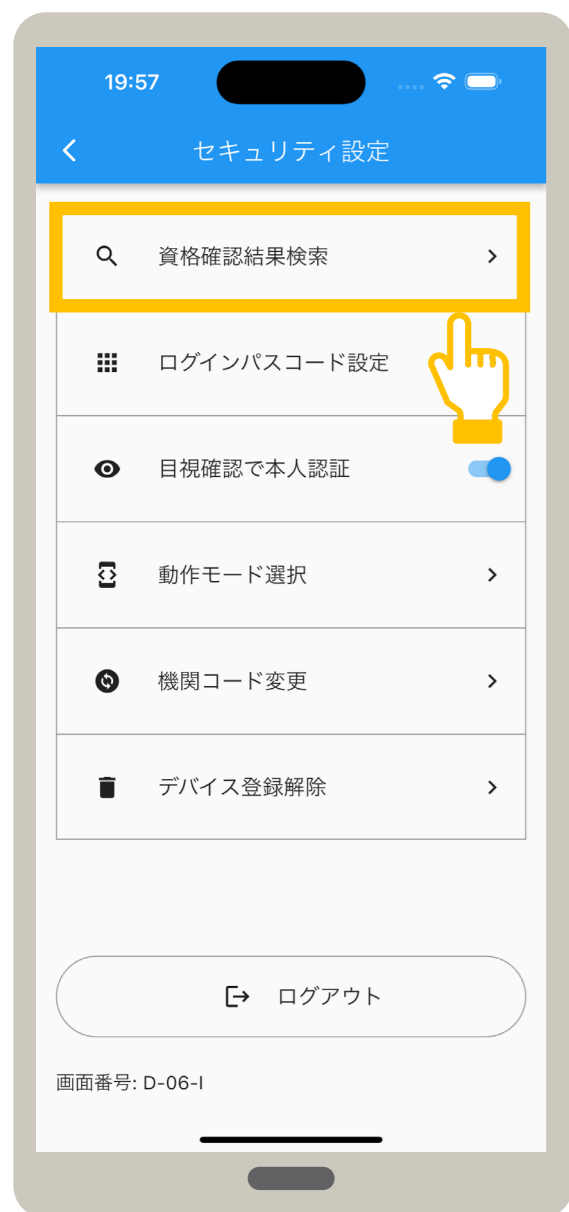 19:57
セキュリティ設定
資格確認結果検索
ログインパスコード設定
目視確認で本人認証
動作モード選択
機関コード変更
デバイス登録解除
ログアウト
画面番号: D-06-I